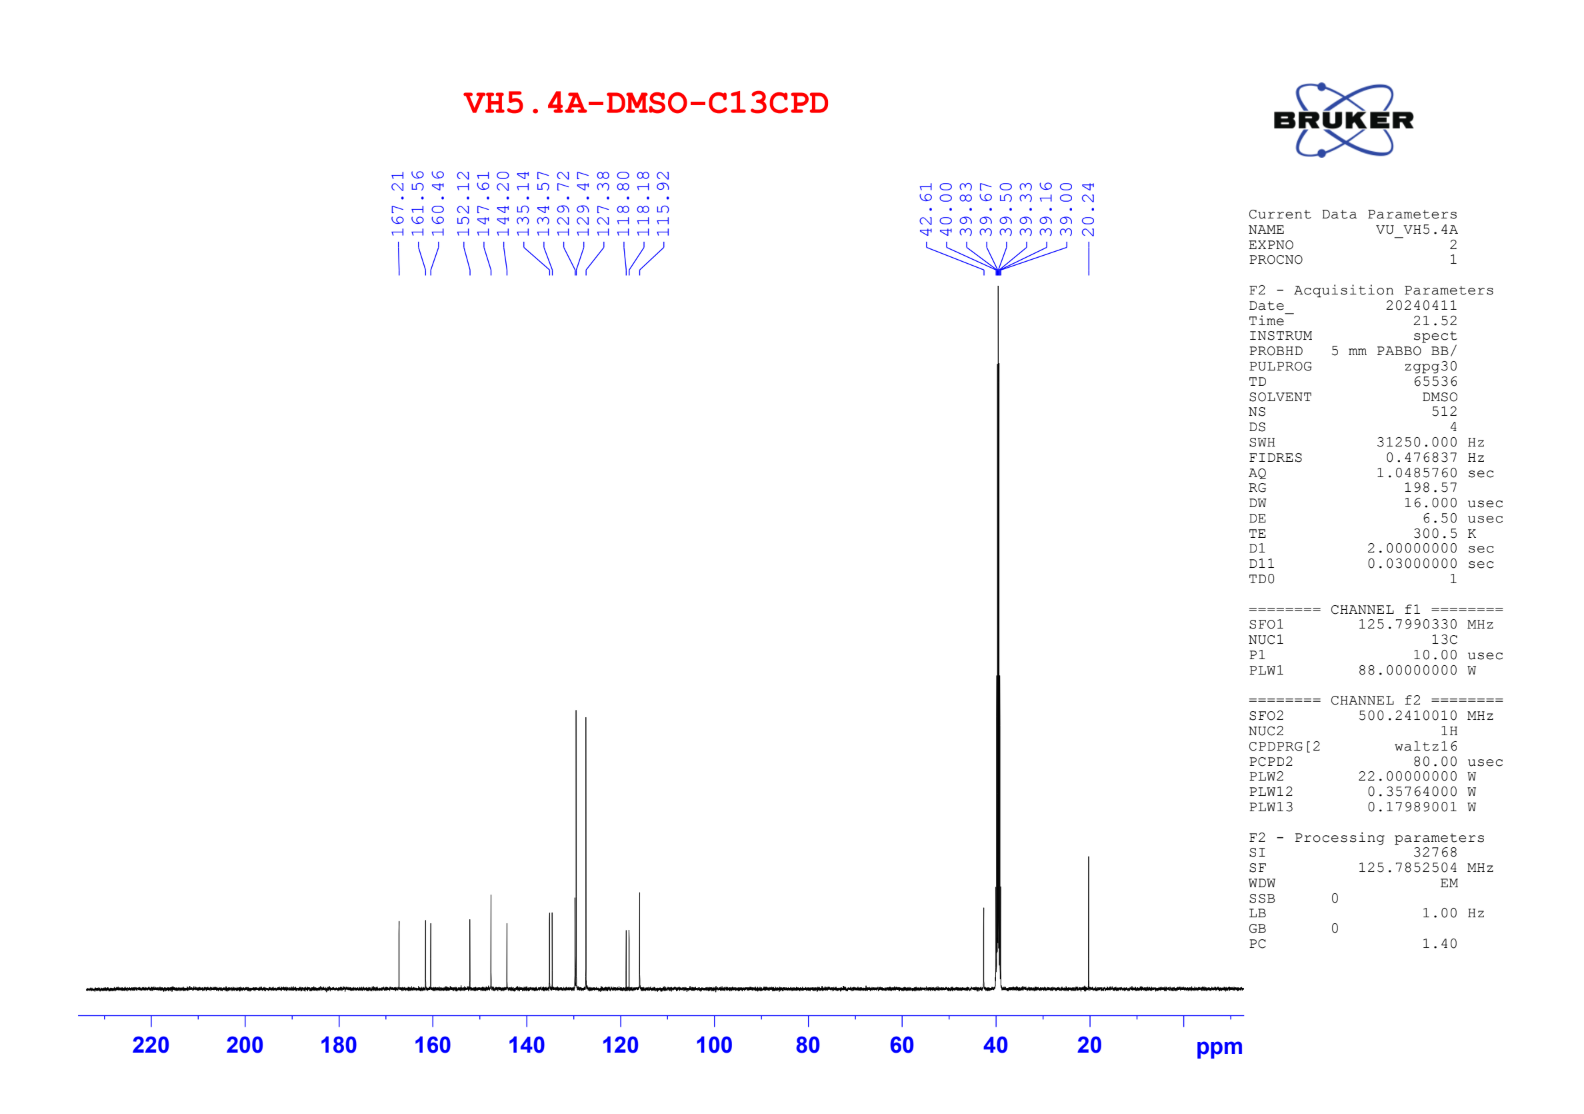 VH5.4A-DMSO-C13CPD
BRUKER
167.21
161.56
160.46
152.12
147.61
144.20
135.14
134.57
129.72
129.47
127.38
118.80
118.18
115.92
42.61
40.00
39.83
39.67
39.50
39.33
39.16
39.00
20.24
Current Data Parameters
NAME VU_VH5.4A
EXPNO 2
PROCNO 1
F2 - Acquisition Parameters
Date_ 20240411
Time 21.52
INSTRUM spect
PROBHD 5 mm PABBO BB/
PULPROG zgpg30
TD 65536
SOLVENT DMSO
NS 512
DS 4
SWH 31250.000 Hz
FIDRES 0.476837 Hz
AQ 1.0485760 sec
RG 198.57
DW 16.000 usec
DE 6.50 usec
TE 300.5 K
D1 2.00000000 sec
D11 0.03000000 sec
TD0 1
======== CHANNEL f1 ========
SFO1 125.7990330 MHz
NUC1 13C
P1 10.00 usec
PLW1 88.00000000 W
======== CHANNEL f2 ========
SFO2 500.2410010 MHz
NUC2 1H
CPDPRG[2 waltz16
PCPD2 80.00 usec
PLW2 22.00000000 W
PLW12 0.35764000 W
PLW13 0.17989001 W
F2 - Processing parameters
SI 32768
SF 125.7852504 MHz
WDW EM
SSB 0
LB 1.00 Hz
GB 0
PC 1.40
220 200 180 160 140 120 100 80 60 40 20 ppm